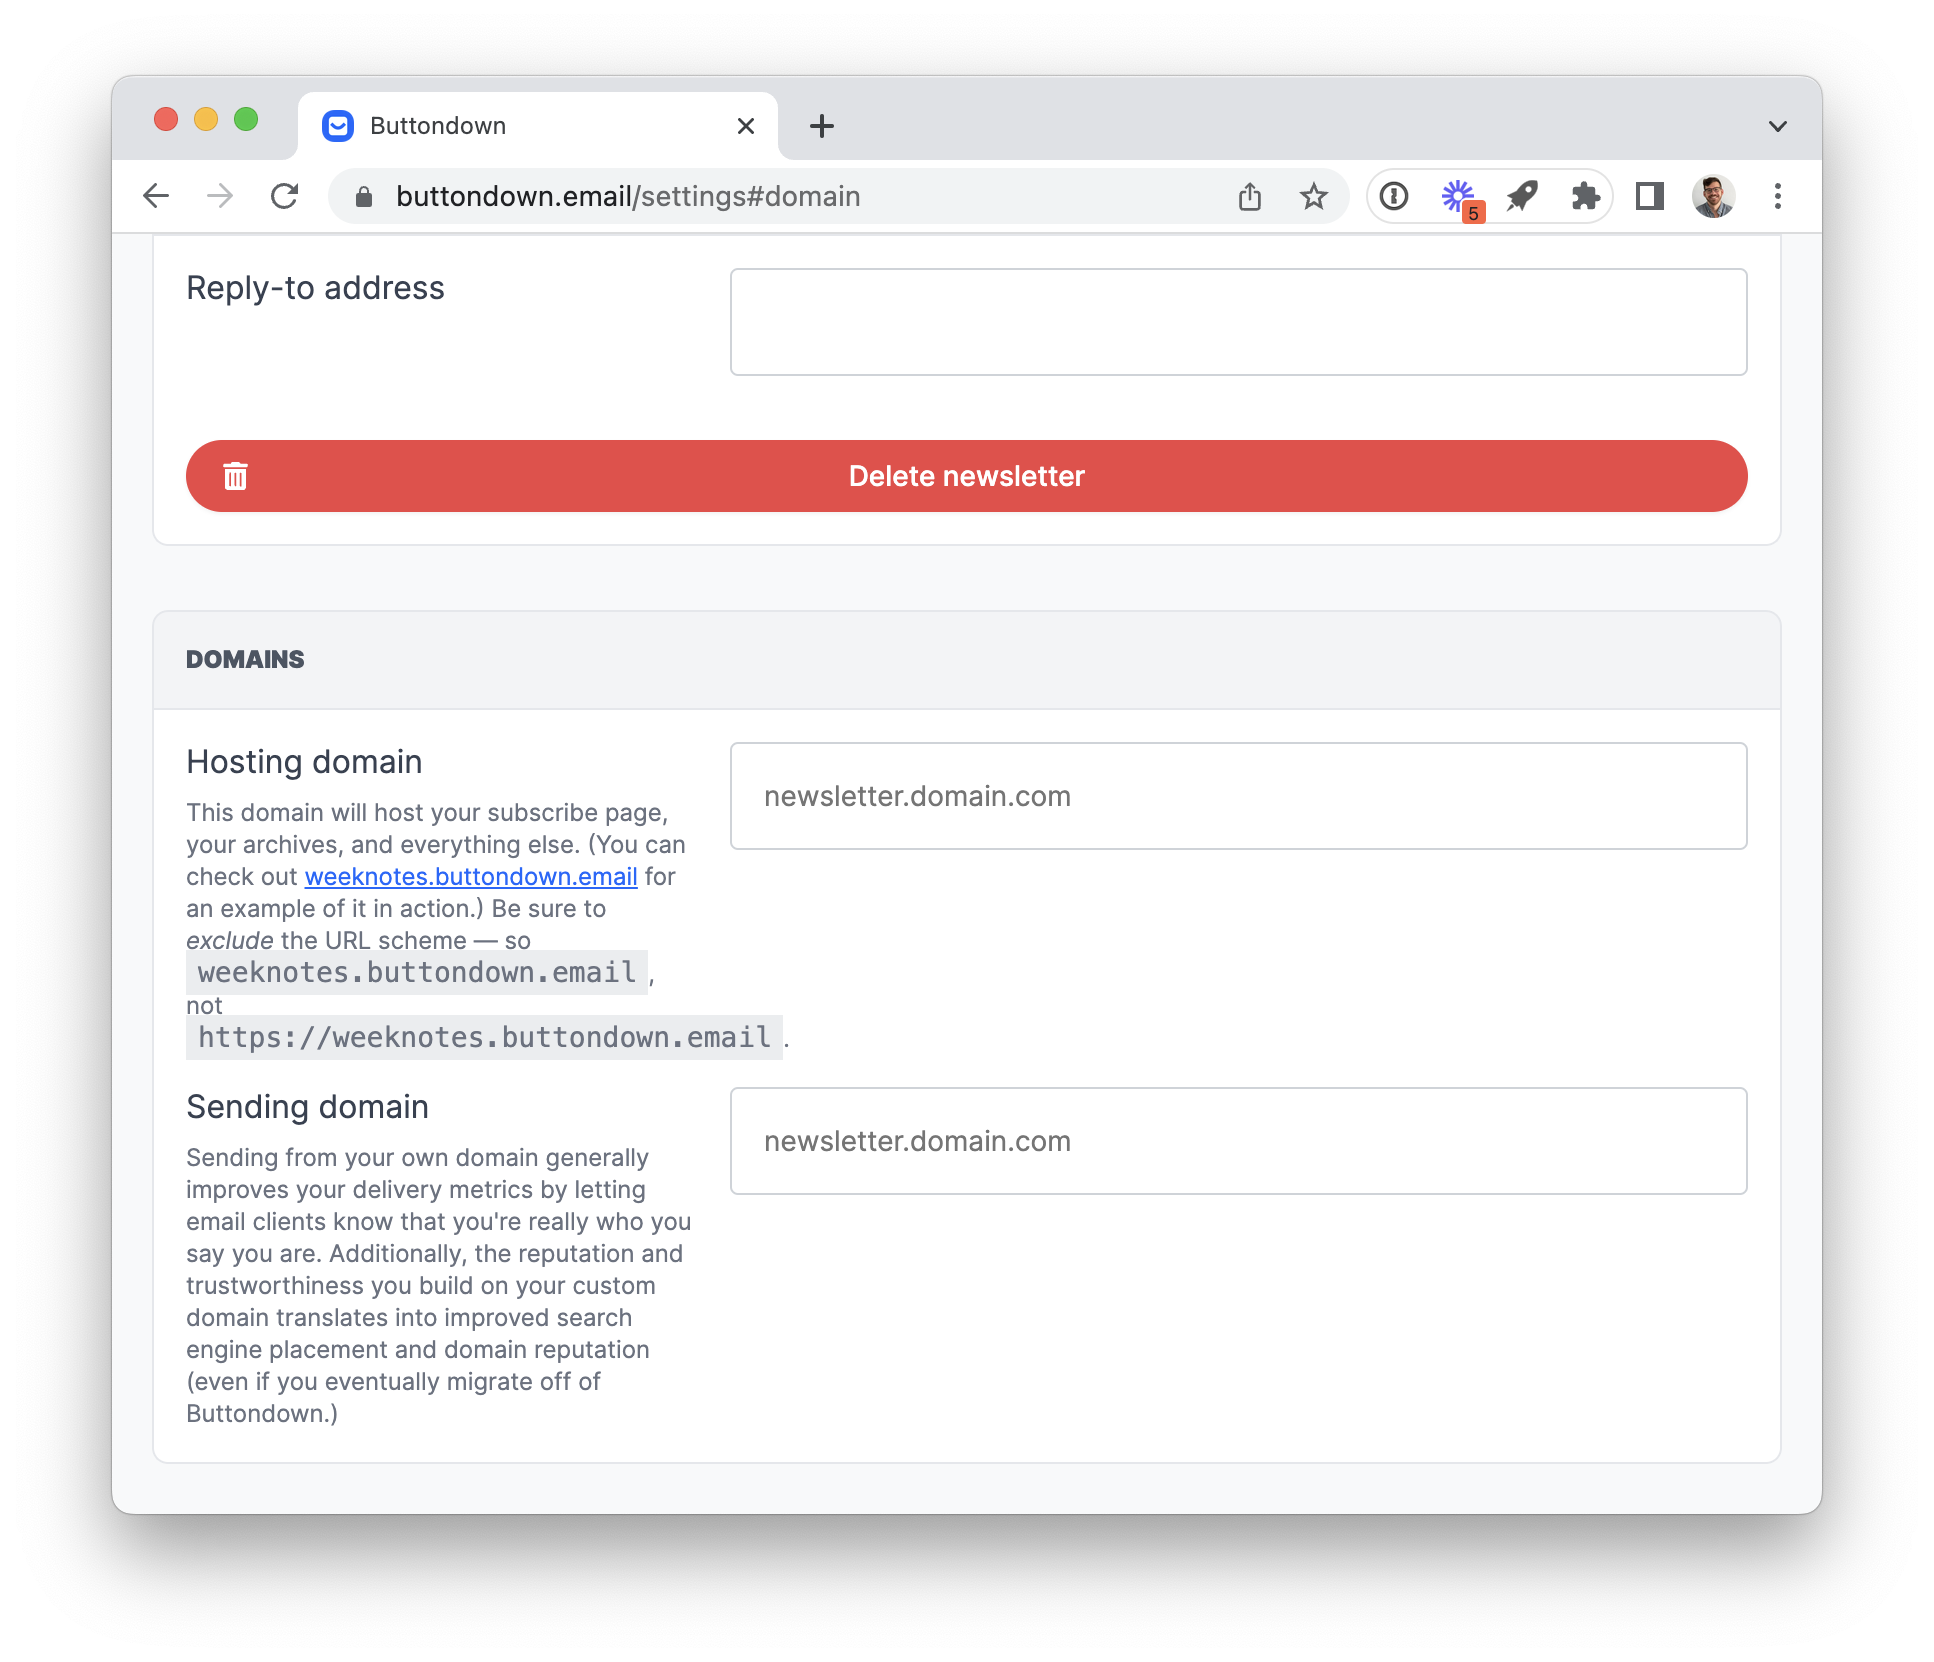 Buttondown
buttondown.email/settings#domain
5
Reply-to address
Delete newsletter
DOMAINS
Hosting domain
newsletter.domain.com
This domain will host your subscribe page,
your archives, and everything else. (You can
check out weeknotes.buttondown.email for
an example of it in action.) Be sure to
exclude the URL scheme — so
weeknotes.buttondown.email,
not
https://weeknotes.buttondown.email.
Sending domain
newsletter.domain.com
Sending from your own domain generally
improves your delivery metrics by letting
email clients know that you're really who you
say you are. Additionally, the reputation and
trustworthiness you build on your custom
domain translates into improved search
engine placement and domain reputation
(even if you eventually migrate off of
Buttondown.)